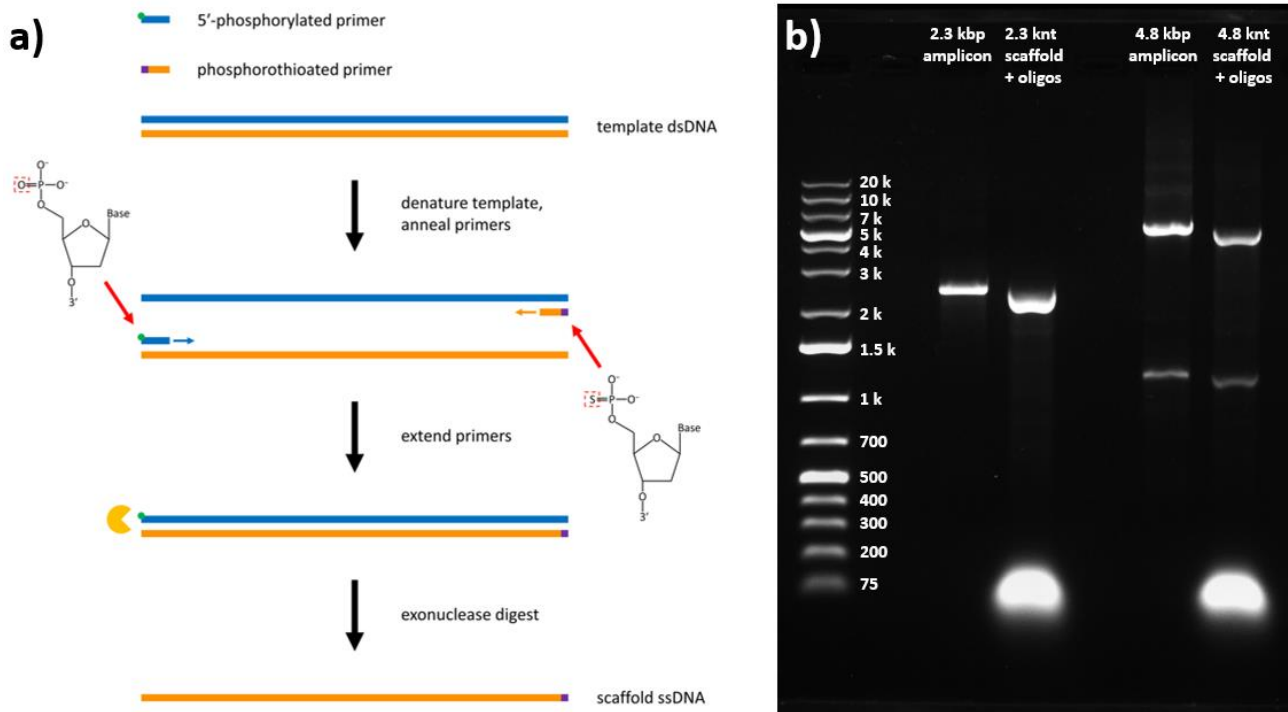 a)
5'-phosphorylated primer
phosphorothioated primer
template dsDNA
O⁻
O=P—O⁻
O
Base
O
O
3'
denature template,
anneal primers
O⁻
S=P—O⁻
O
Base
O
O
3'
extend primers
exonuclease digest
scaffold ssDNA
b)
2.3 kbp
amplicon
2.3 knt
scaffold
+ oligos
4.8 kbp
amplicon
4.8 knt
scaffold
+ oligos
20 k
10 k
7 k
5 k
4 k
3 k
2 k
1.5 k
1 k
700
500
400
300
200
75